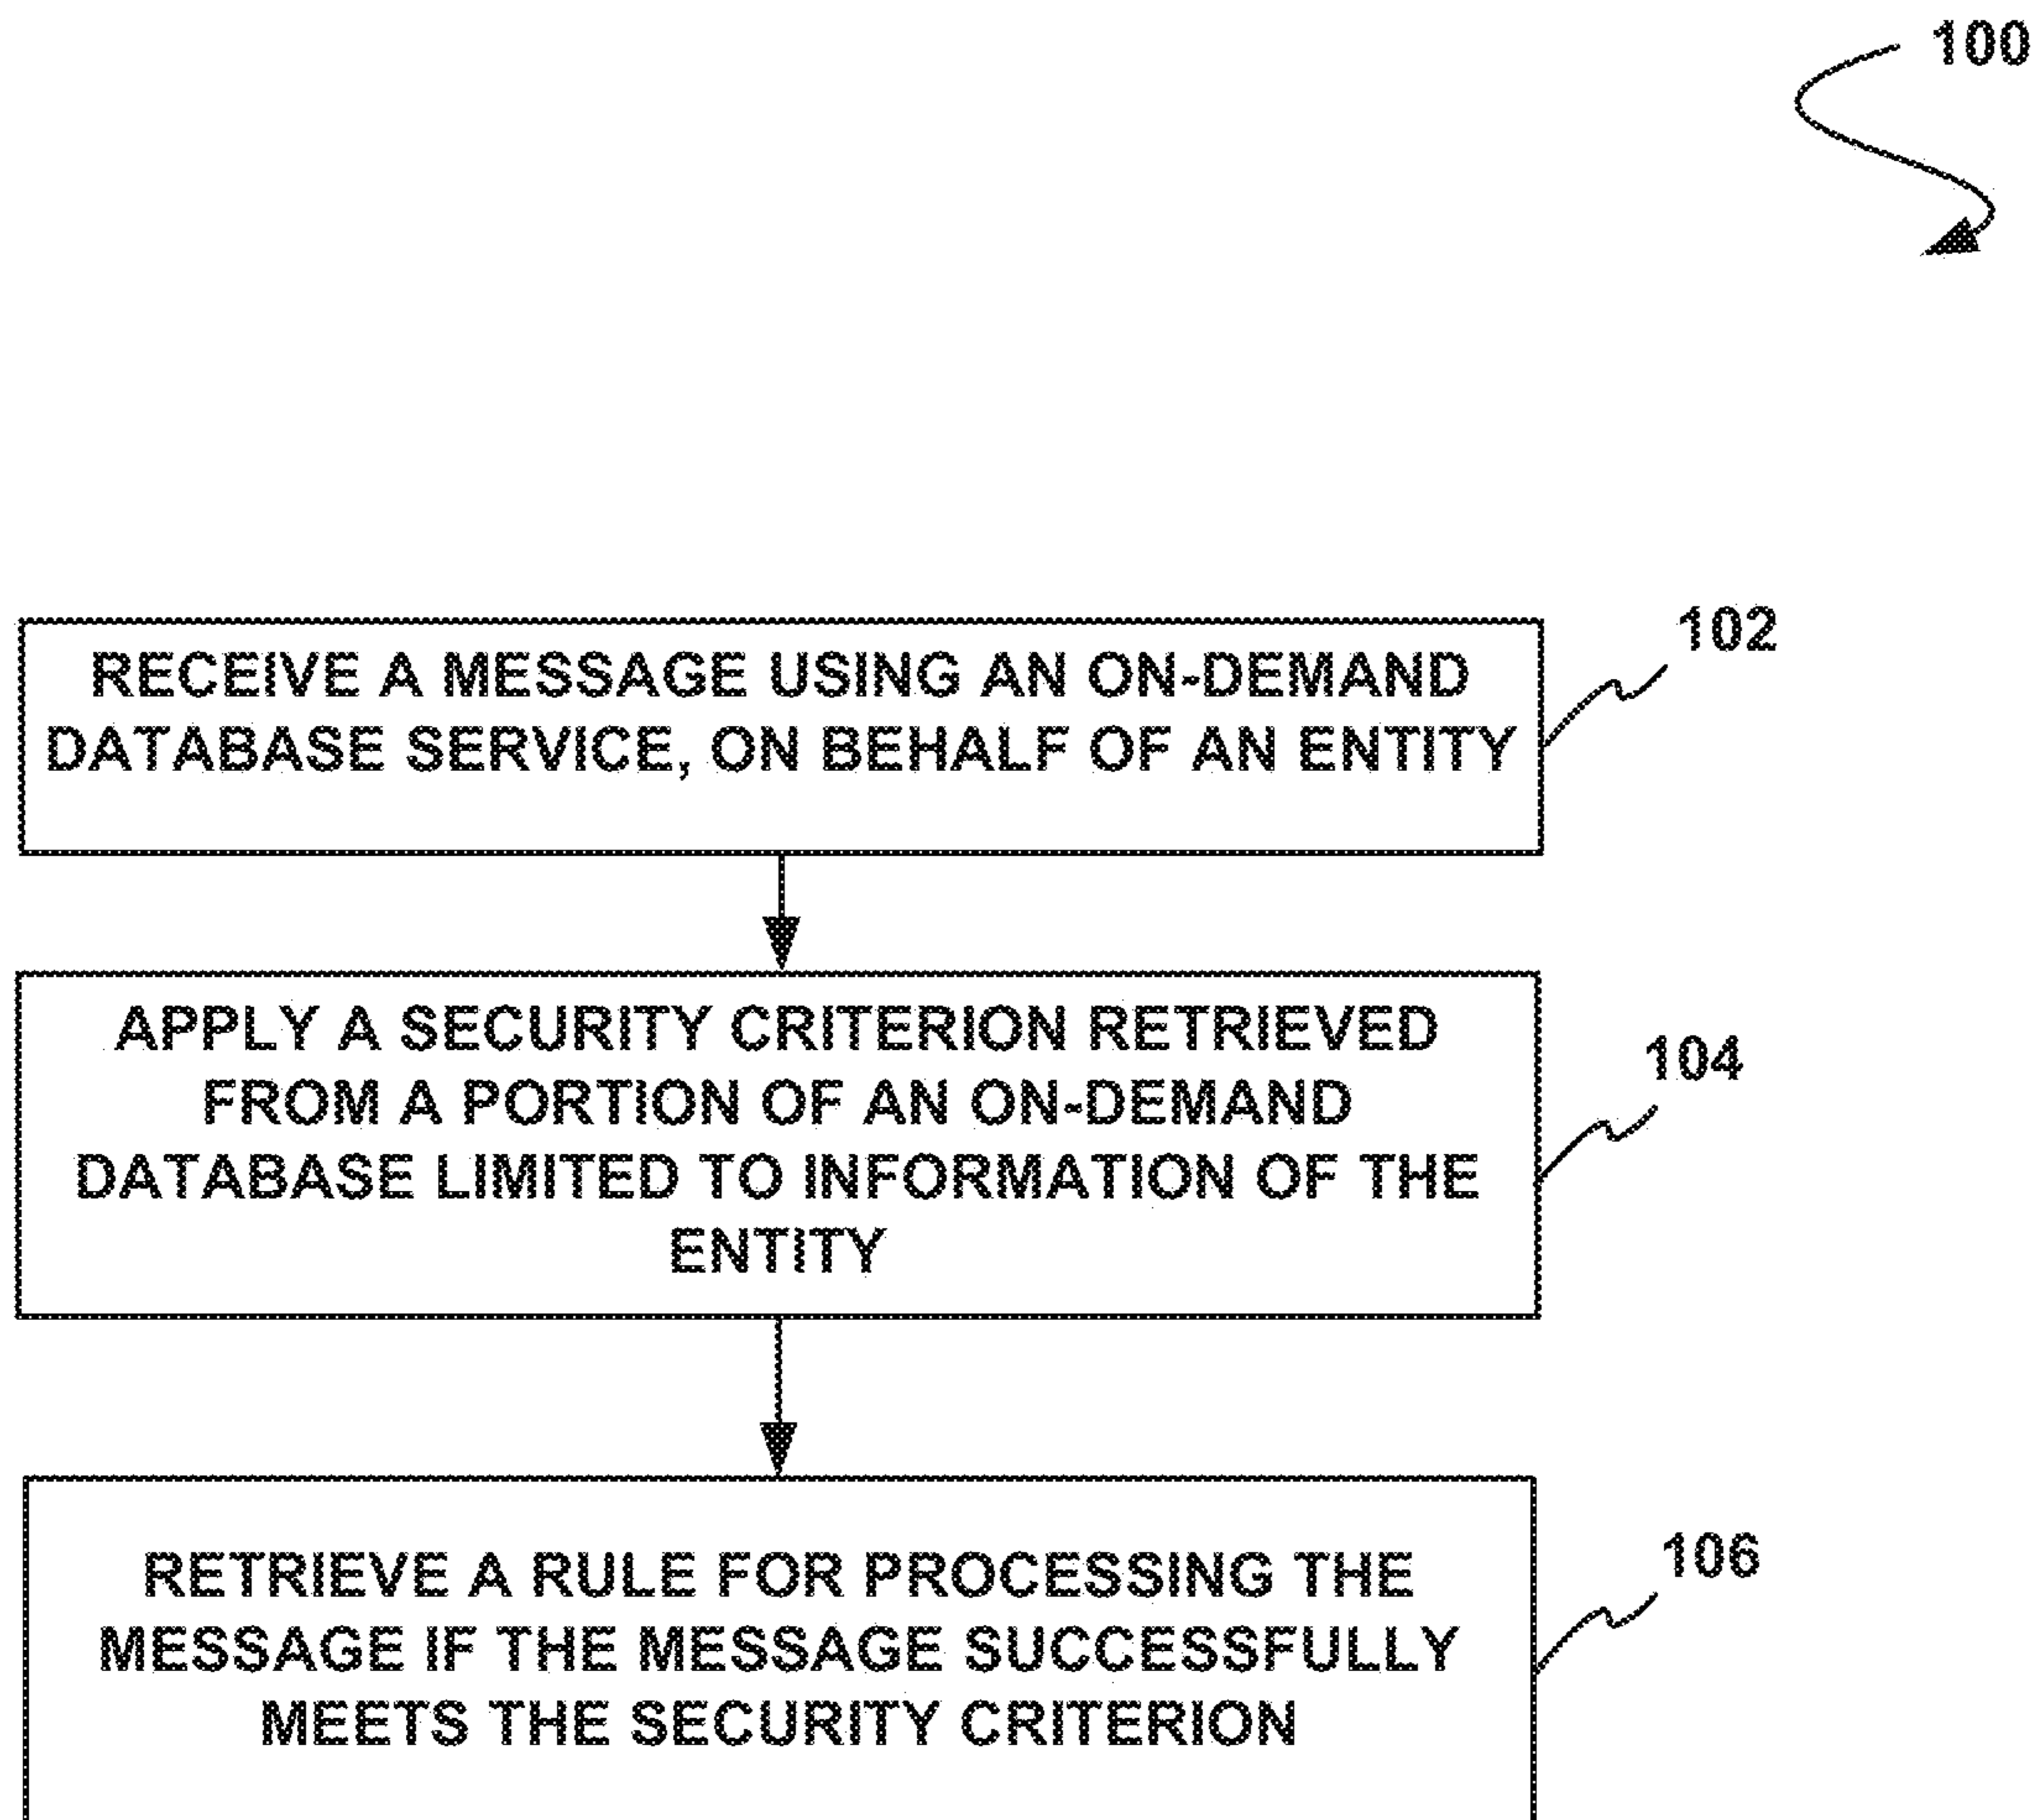 100
RECEIVE A MESSAGE USING AN ON-DEMAND
DATABASE SERVICE, ON BEHALF OF AN ENTITY
102
APPLY A SECURITY CRITERION RETRIEVED
FROM A PORTION OF AN ON-DEMAND
DATABASE LIMITED TO INFORMATION OF THE
ENTITY
104
RETRIEVE A RULE FOR PROCESSING THE
MESSAGE IF THE MESSAGE SUCCESSFULLY
MEETS THE SECURITY CRITERION
106